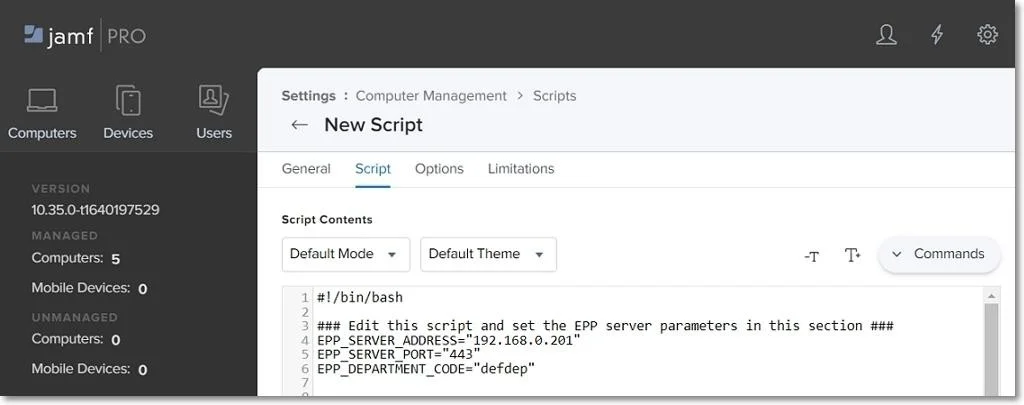 jamf PRO
Computers Devices Users
VERSION
10.35.0-t1640197529
MANAGED
Computers: 5
Mobile Devices: 0
UNMANAGED
Computers: 0
Mobile Devices: 0
Settings : Computer Management > Scripts
← New Script
General Script Options Limitations
Script Contents
Default Mode Default Theme -T T+ Commands
1 #!/bin/bash
2
3 ### Edit this script and set the EPP server parameters in this section ###
4 EPP_SERVER_ADDRESS="192.168.0.201"
5 EPP_SERVER_PORT="443"
6 EPP_DEPARTMENT_CODE="defdep"
7